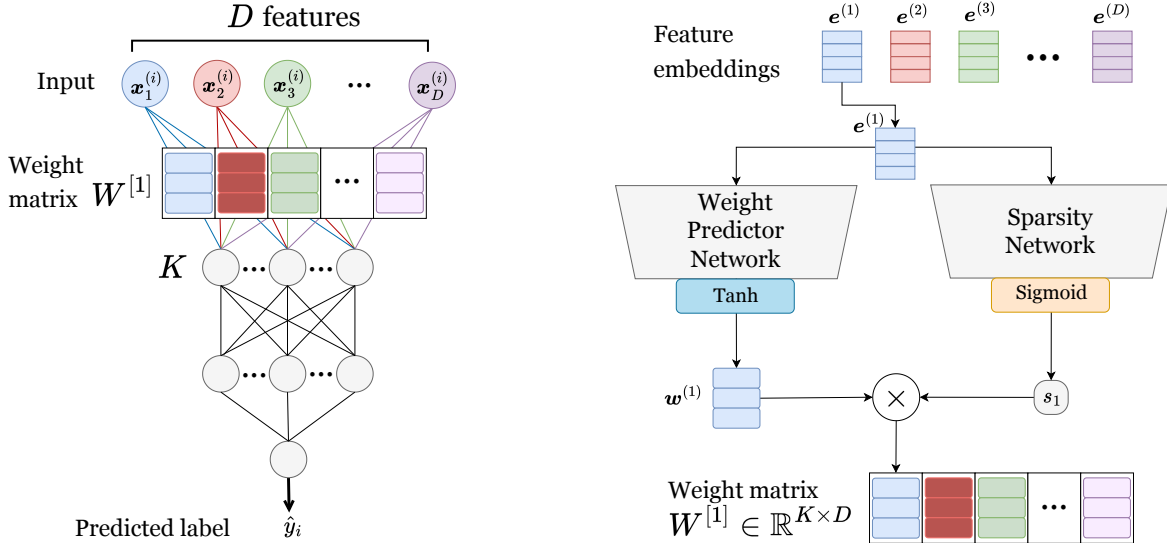 D features
Input
x_1^{(i)} x_2^{(i)} x_3^{(i)} ... x_D^{(i)}
Weight
matrix W^{[1]}
...
K
... ...
... ...
Predicted label ŷ_i
e^{(1)} e^{(2)} e^{(3)} e^{(D)}
Feature
embeddings
...
e^{(1)}
Weight
Predictor
Network
Sparsity
Network
Tanh
Sigmoid
w^{(1)} × s_1
Weight matrix
W^{[1]} ∈ ℝ^{K×D}
...